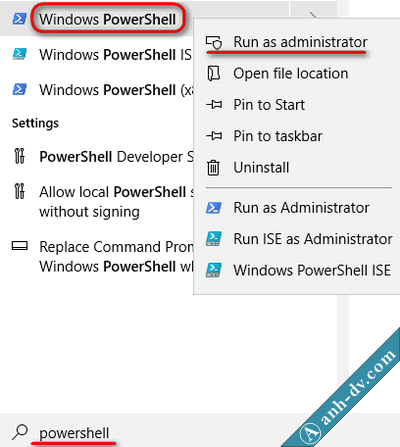 Windows PowerShell
Windows PowerShell IS
Windows PowerShell (x
Settings
PowerShell Developer S
Allow local PowerShell s
without signing
Replace Command Prom
Windows PowerShell wh
Run as administrator
Open file location
Pin to Start
Pin to taskbar
Uninstall
Run as Administrator
Run ISE as Administrator
Windows PowerShell ISE
powershell
A anh-dv.com